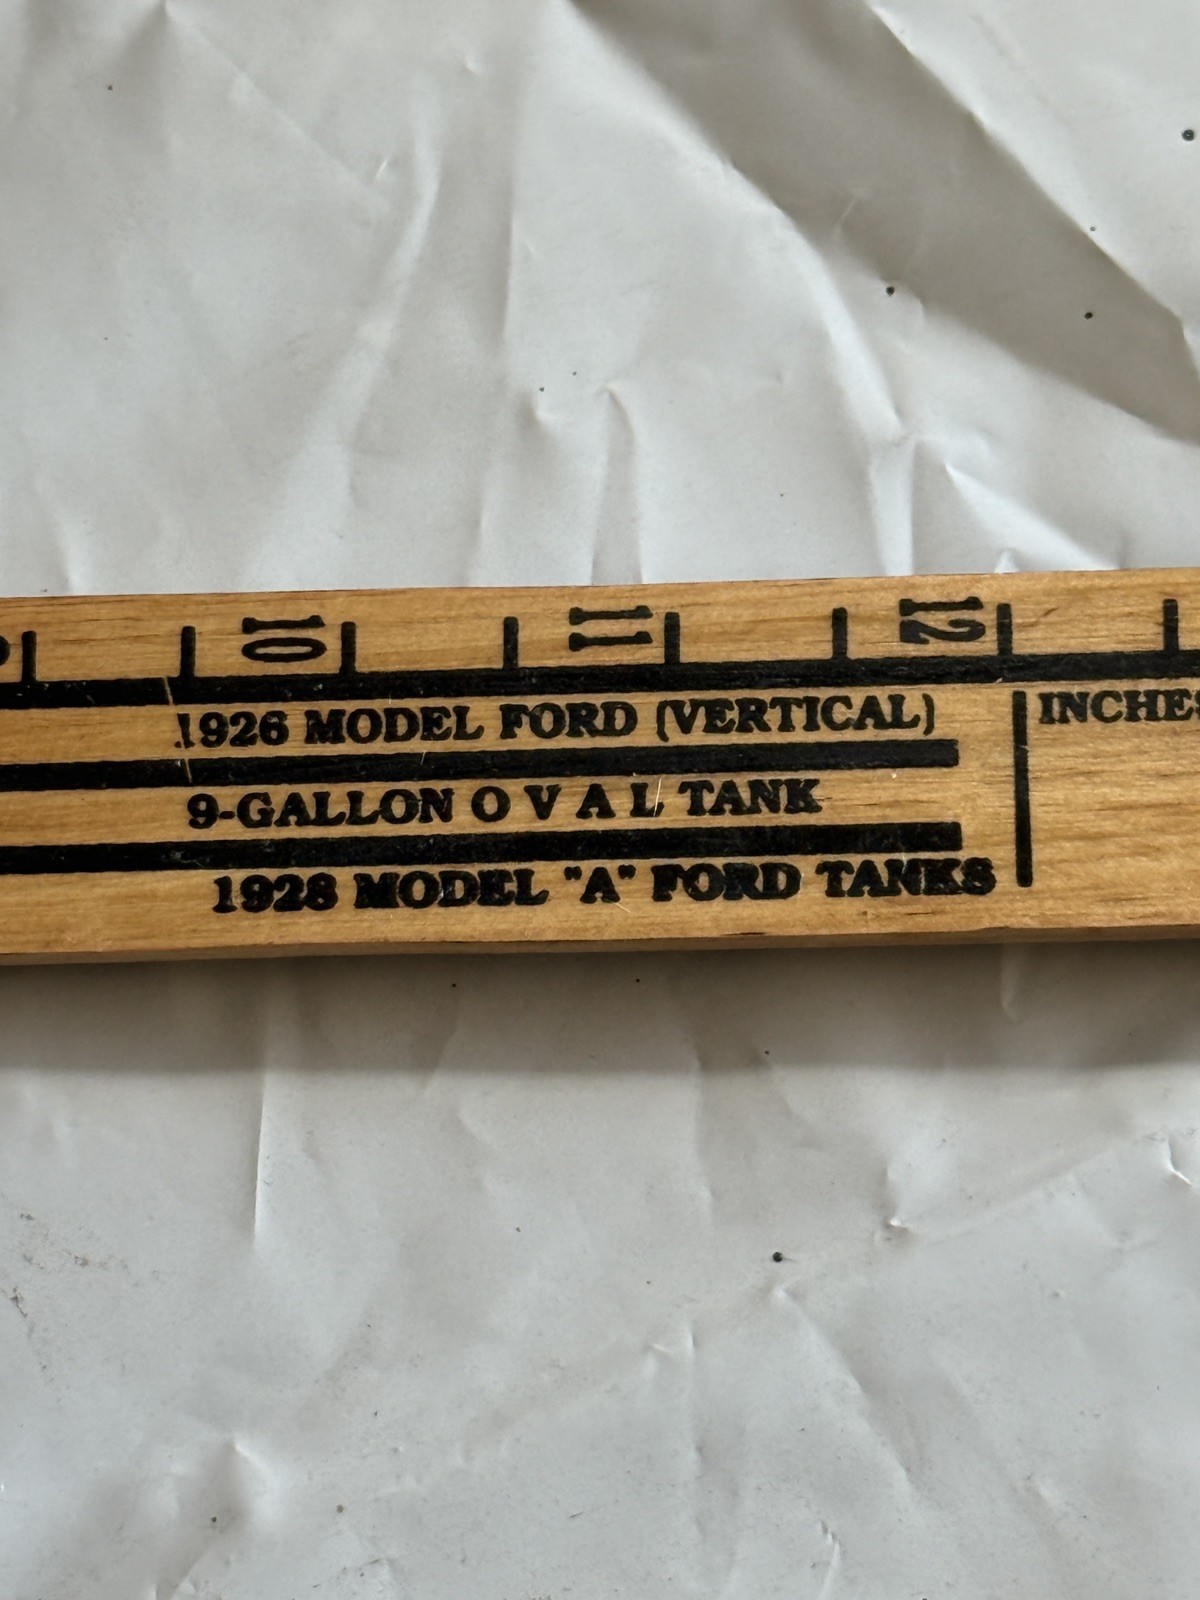 10 11 12
1926 MODEL FORD (VERTICAL)
INCHES
9-GALLON O V A L TANK
1928 MODEL "A" FORD TANKS